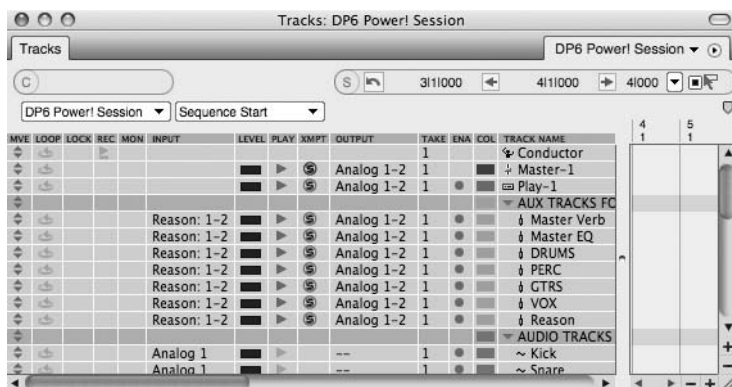 Tracks: DP6 Power! Session
Tracks
DP6 Power! Session
C
S 3|1|000 4|1|000 4|000
DP6 Power! Session Sequence Start
4 5
1 1
MVE LOOP LOCK REC MON INPUT LEVEL PLAY XMPT OUTPUT TAKE ENA COL TRACK NAME
1 Conductor
S Analog 1-2 1 Master-1
S Analog 1-2 1 Play-1
AUX TRACKS FO
Reason: 1-2 S Analog 1-2 1 Master Verb
Reason: 1-2 S Analog 1-2 1 Master EQ
Reason: 1-2 S Analog 1-2 1 DRUMS
Reason: 1-2 S Analog 1-2 1 PERC
Reason: 1-2 S Analog 1-2 1 GTRS
Reason: 1-2 S Analog 1-2 1 VOX
Reason: 1-2 S Analog 1-2 1 Reason
AUDIO TRACKS
Analog 1 -- 1 Kick
Analog 1 -- 1 Snare